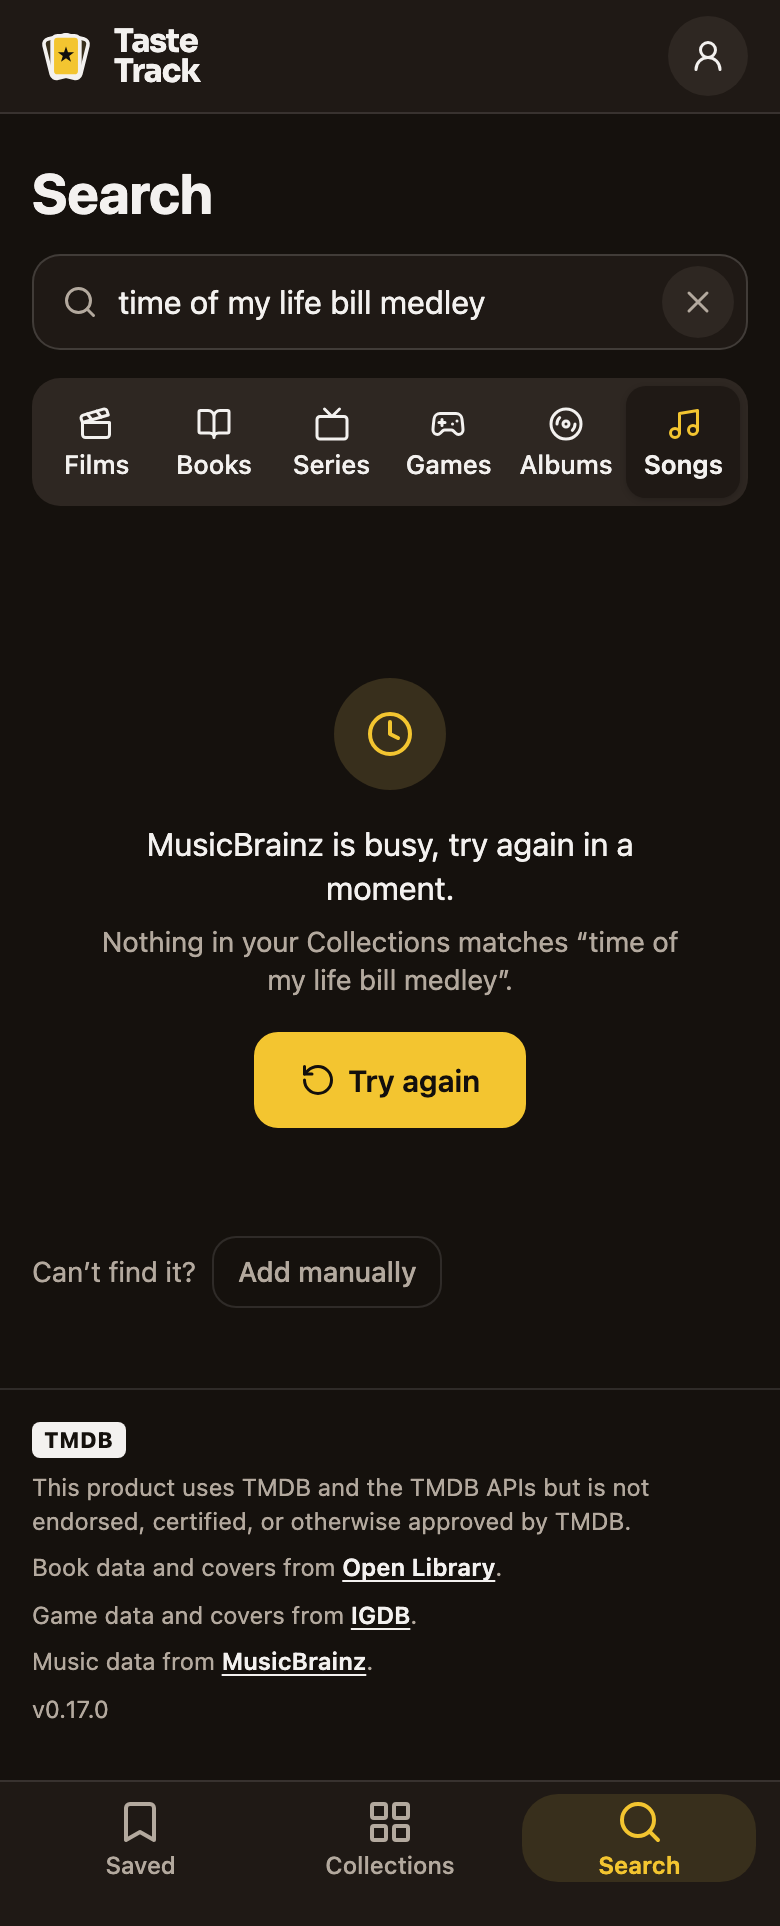 Taste
Track
Search
time of my life bill medley
Films
Books
Series
Games
Albums
Songs
MusicBrainz is busy, try again in a
moment.
Nothing in your Collections matches “time of
my life bill medley”.
Try again
Can’t find it?
Add manually
TMDB
This product uses TMDB and the TMDB APIs but is not
endorsed, certified, or otherwise approved by TMDB.
Book data and covers from Open Library.
Game data and covers from IGDB.
Music data from MusicBrainz.
v0.17.0
Saved
Collections
Search